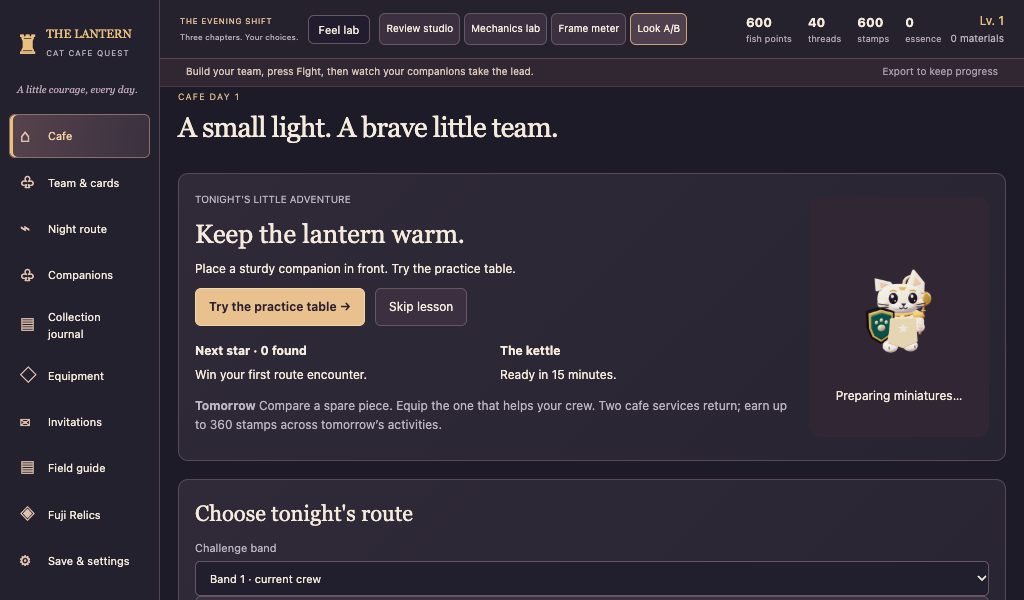 THE LANTERN
CAT CAFE QUEST
A little courage, every day.
Cafe
Team & cards
Night route
Companions
Collection
journal
Equipment
Invitations
Field guide
Fuji Relics
Save & settings
THE EVENING SHIFT
Three chapters. Your choices.
Feel lab
Review studio
Mechanics lab
Frame meter
Look A/B
600
fish points
40
threads
600
stamps
0
essence
Lv. 1
0 materials
Build your team, press Fight, then watch your companions take the lead.
Export to keep progress
CAFE DAY 1
A small light. A brave little team.
TONIGHT'S LITTLE ADVENTURE
Keep the lantern warm.
Place a sturdy companion in front. Try the practice table.
Try the practice table →
Skip lesson
Next star · 0 found
Win your first route encounter.
The kettle
Ready in 15 minutes.
Tomorrow Compare a spare piece. Equip the one that helps your crew. Two cafe services return; earn up
to 360 stamps across tomorrow's activities.
Preparing miniatures…
Choose tonight's route
Challenge band
Band 1 · current crew